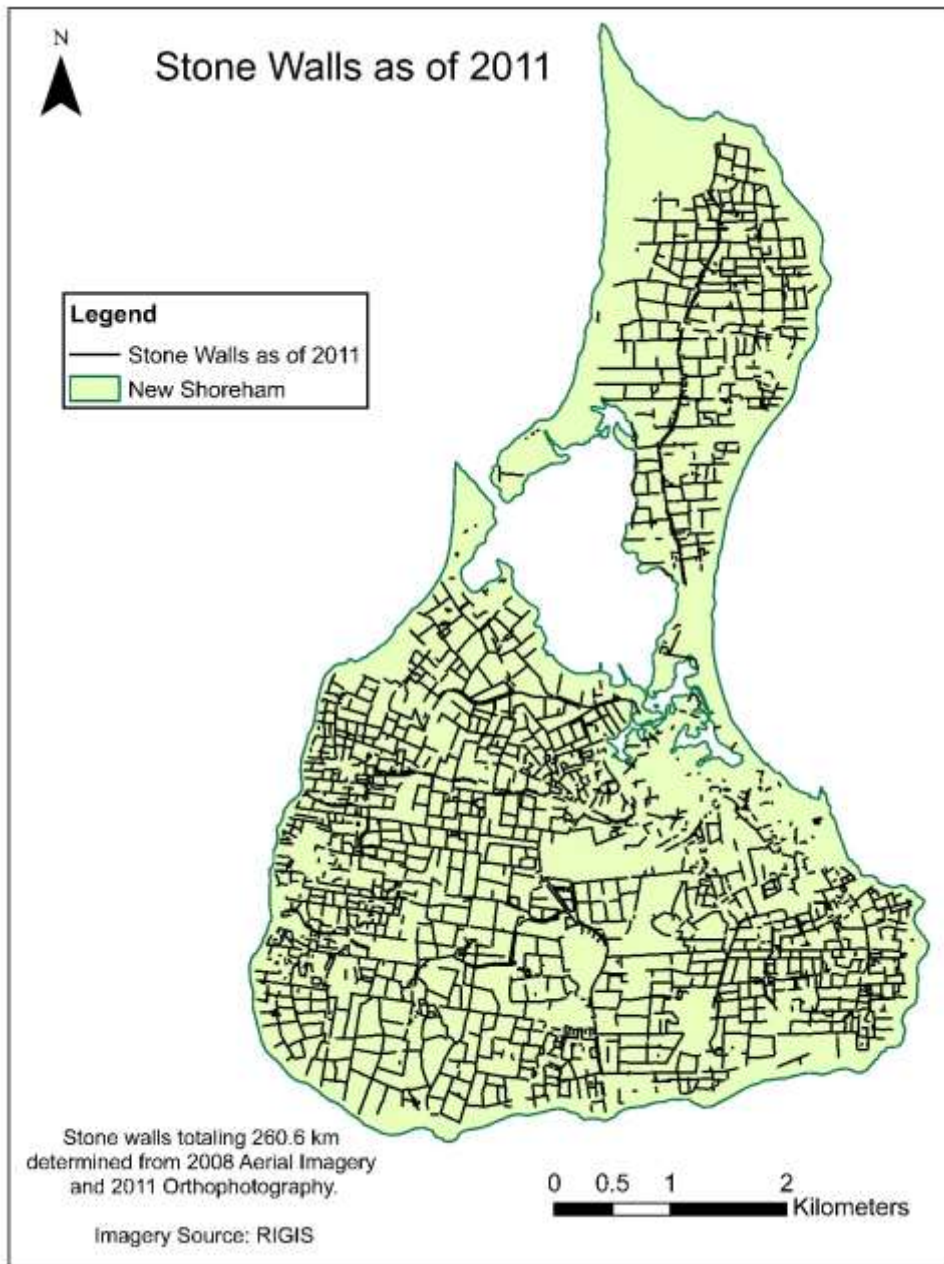 N
Stone Walls as of 2011
Legend
Stone Walls as of 2011
New Shoreham
Stone walls totaling 260.6 km
determined from 2008 Aerial Imagery
and 2011 Orthophotography.
Imagery Source: RIGIS
0 0.5 1 2
Kilometers